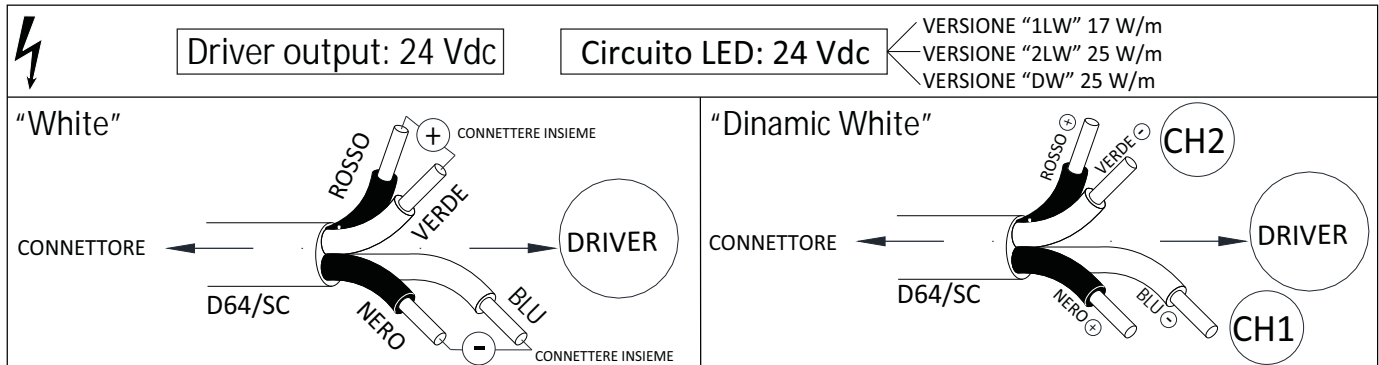 Driver output: 24 Vdc
Circuito LED: 24 Vdc
VERSIONE “1LW” 17 W/m
VERSIONE “2LW” 25 W/m
VERSIONE “DW” 25 W/m
“White”
ROSSO
+
CONNETTERE INSIEME
VERDE
CONNETTORE
DRIVER
D64/SC
NERO
BLU
-
CONNETTERE INSIEME
“Dinamic White”
ROSSO +
VERDE -
CH2
CONNETTORE
DRIVER
D64/SC
NERO +
BLU -
CH1